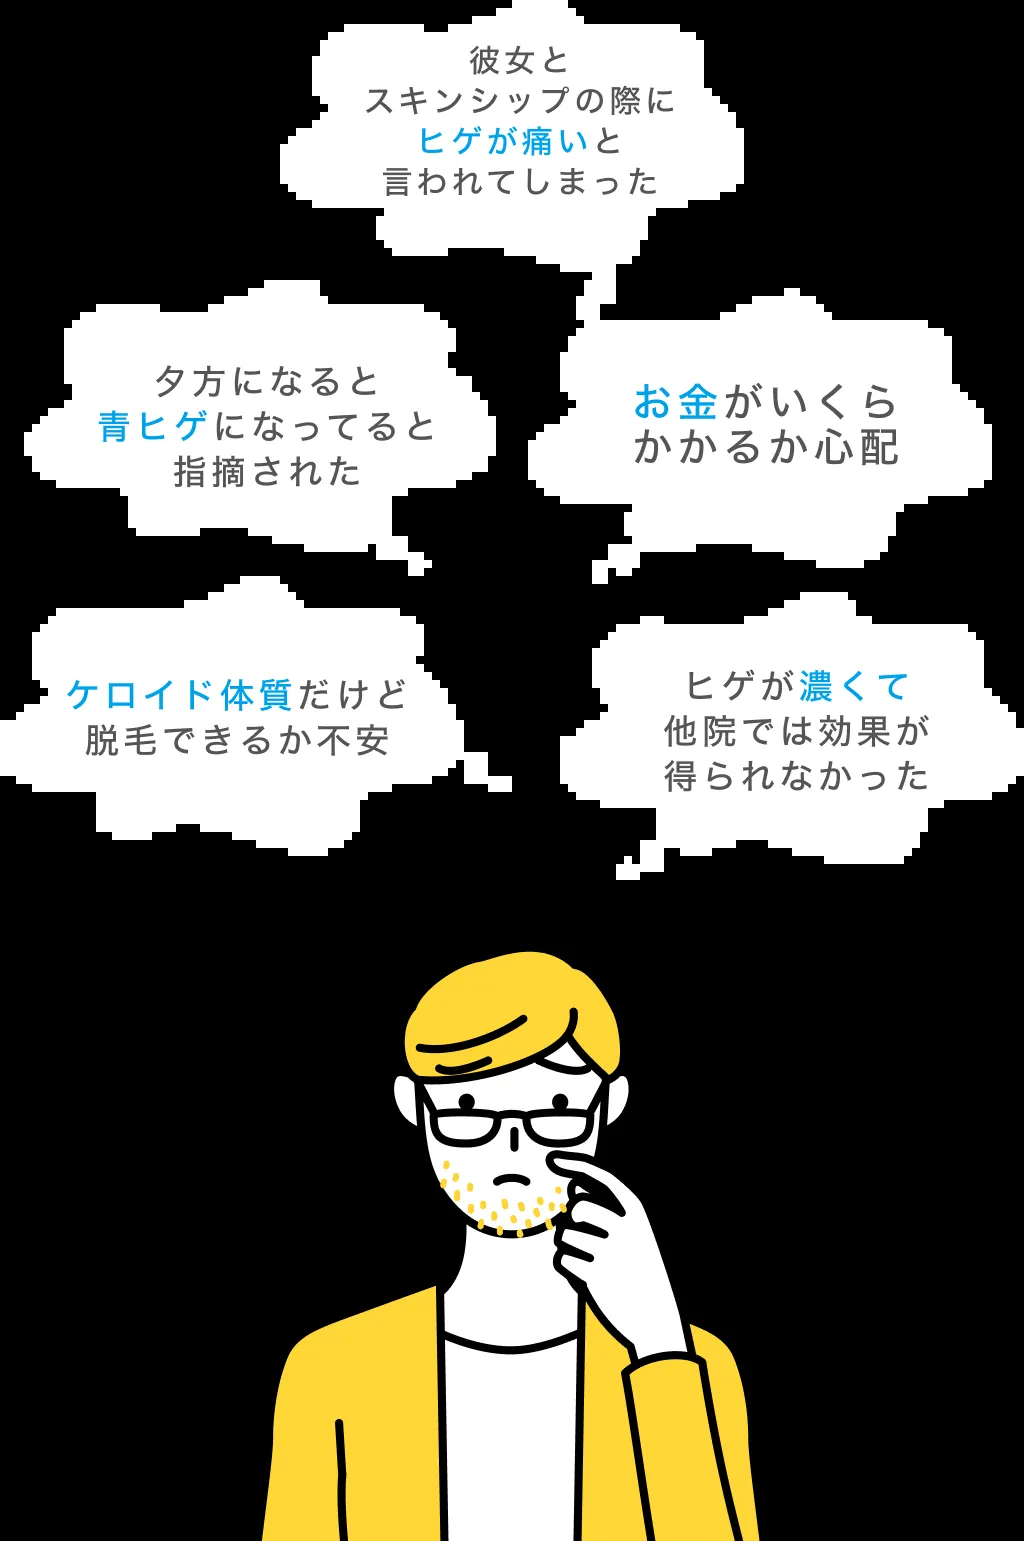 彼女と
スキンシップの際に
ヒゲが痛いと
言われてしまった
夕方になると
青ヒゲになってると
指摘された
お金がいくら
かかるか心配
ケロイド体質だけど
脱毛できるか不安
ヒゲが濃くて
他院では効果が
得られなかった